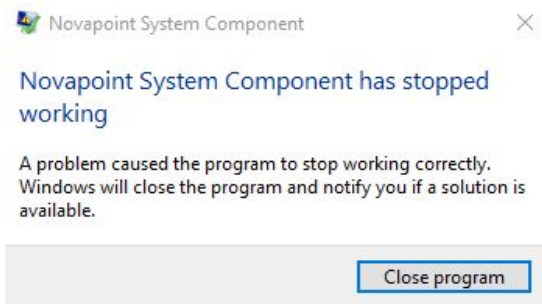 Novapoint System Component
Novapoint System Component has stopped
working
A problem caused the program to stop working correctly.
Windows will close the program and notify you if a solution is
available.
Close program